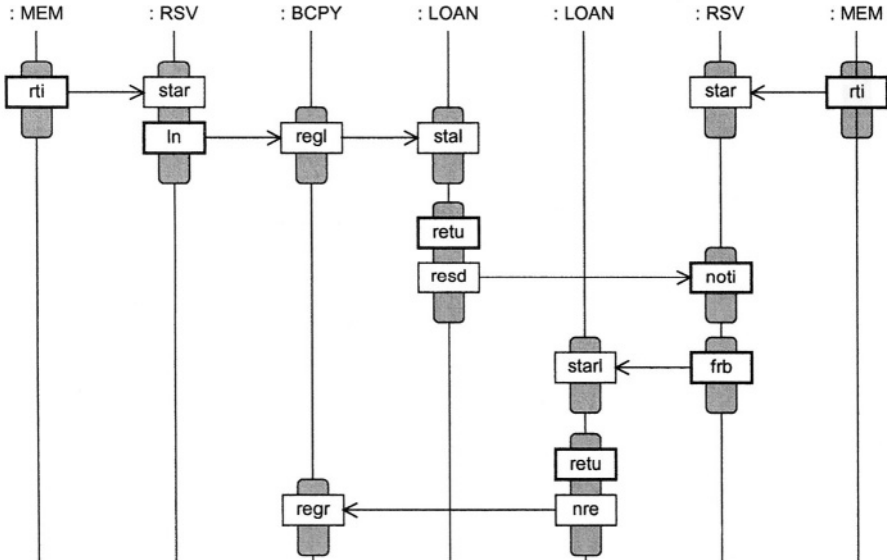 : MEM : RSV : BCPY : LOAN : LOAN : RSV : MEM
rti star star rti
ln regl stal
retu
resd noti
starl frb
retu
regr nre